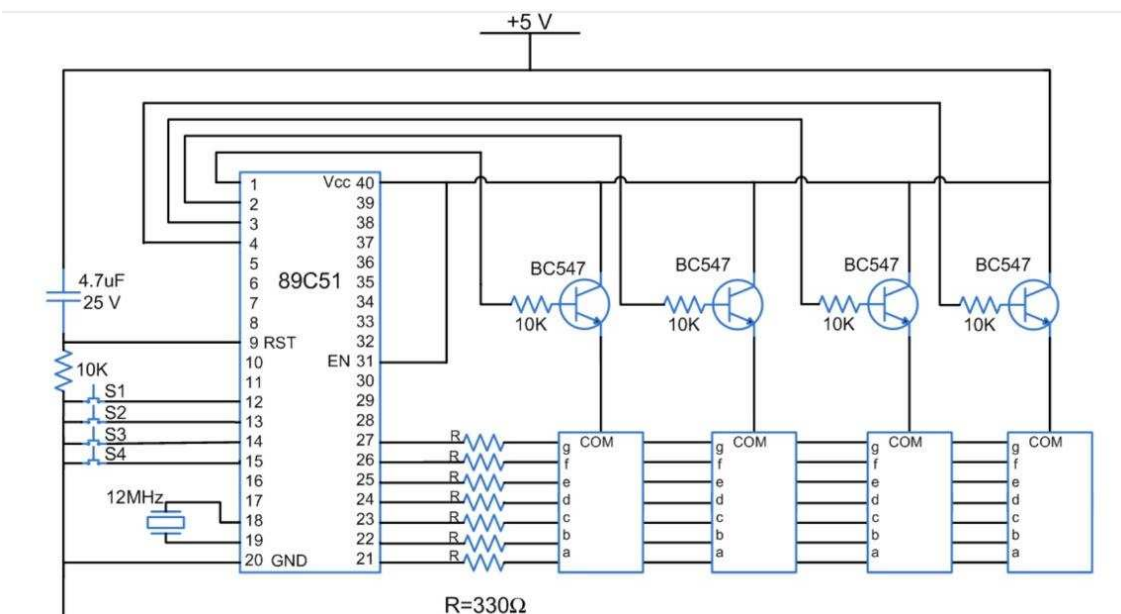 +5 V
4.7uF
25 V
10K
S1
S2
S3
S4
12MHz
1
2
3
4
5
6
7
8
9 RST
10
11
12
13
14
15
16
17
18
19
20 GND
89C51
Vcc 40
39
38
37
36
35
34
33
32
EN 31
30
29
28
27
26
25
24
23
22
21
BC547
10K
BC547
10K
BC547
10K
BC547
10K
R
R
R
R
R
R
R
COM
g
f
e
d
c
b
a
COM
g
f
e
d
c
b
a
COM
g
f
e
d
c
b
a
COM
g
f
e
d
c
b
a
R=330Ω